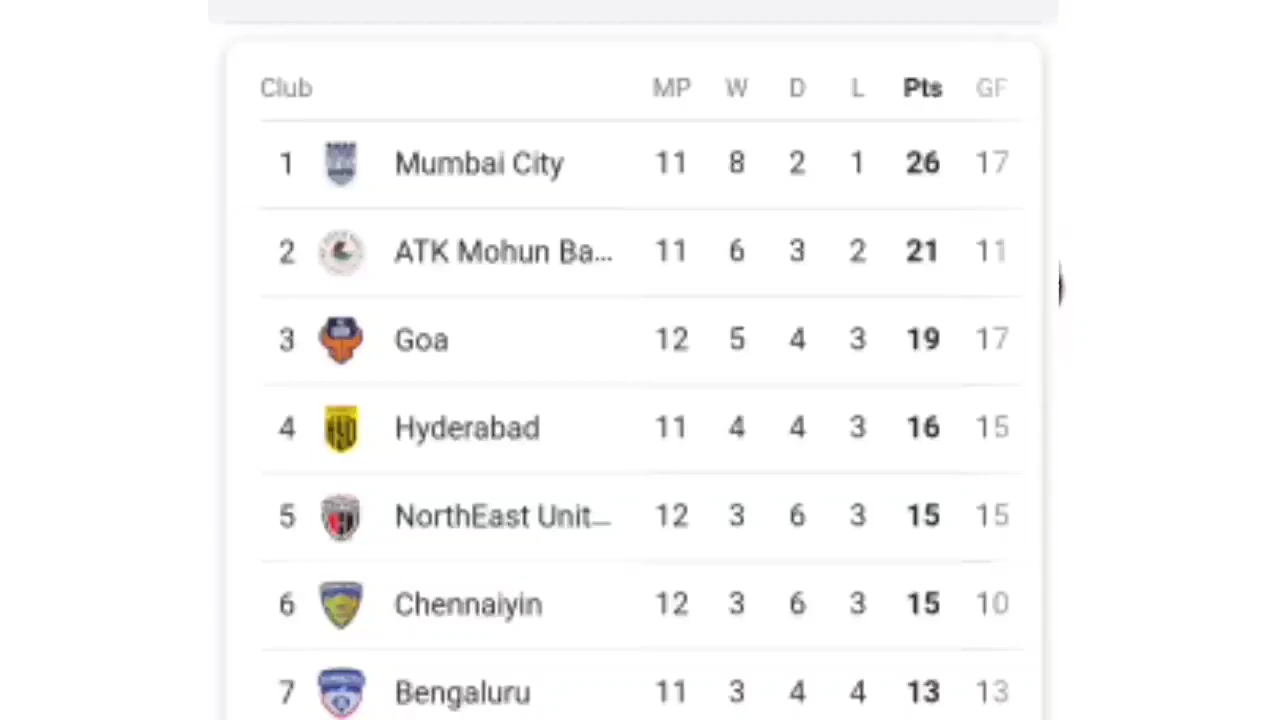 Club MP W D L Pts GF
1 Mumbai City 11 8 2 1 26 17
2 ATK Mohun Ba... 11 6 3 2 21 11
3 Goa 12 5 4 3 19 17
4 Hyderabad 11 4 4 3 16 15
5 NorthEast Unit... 12 3 6 3 15 15
6 Chennaiyin 12 3 6 3 15 10
7 Bengaluru 11 3 4 4 13 13